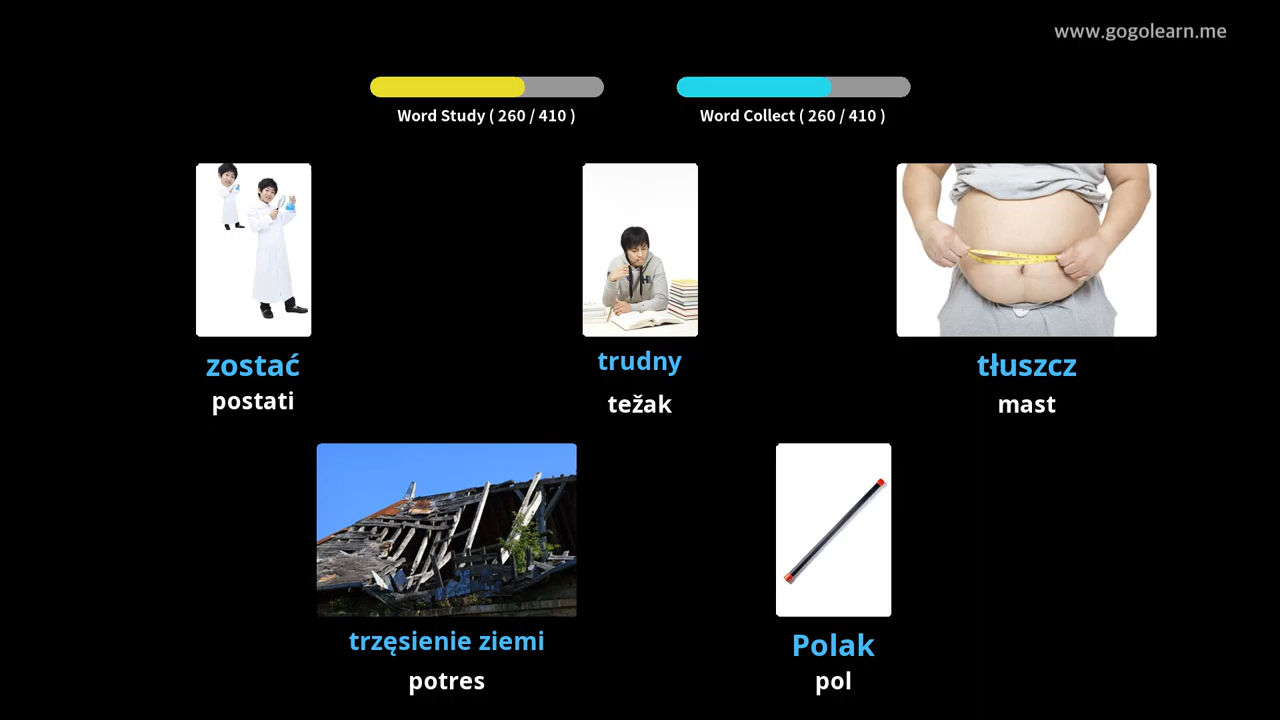 www.gogolearn.me
Word Study ( 260 / 410 )
Word Collect ( 260 / 410 )
zostać
postati
trudny
težak
tłuszcz
mast
trzęsienie ziemi
potres
Polak
pol